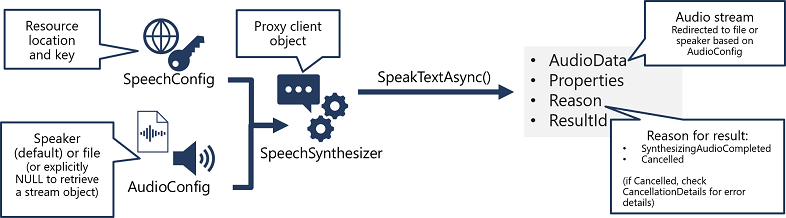 Resource
location
and key
SpeechConfig
Speaker
(default) or file
(or explicitly
NULL to retrieve
a stream object)
AudioConfig
Proxy client
object
SpeechSynthesizer
SpeakTextAsync()
• AudioData
• Properties
• Reason
• ResultId
Audio stream
Redirected to file or
speaker based on
AudioConfig
Reason for result:
• SynthesizingAudioCompleted
• Cancelled
(if Cancelled, check
CancellationDetails for error
details)